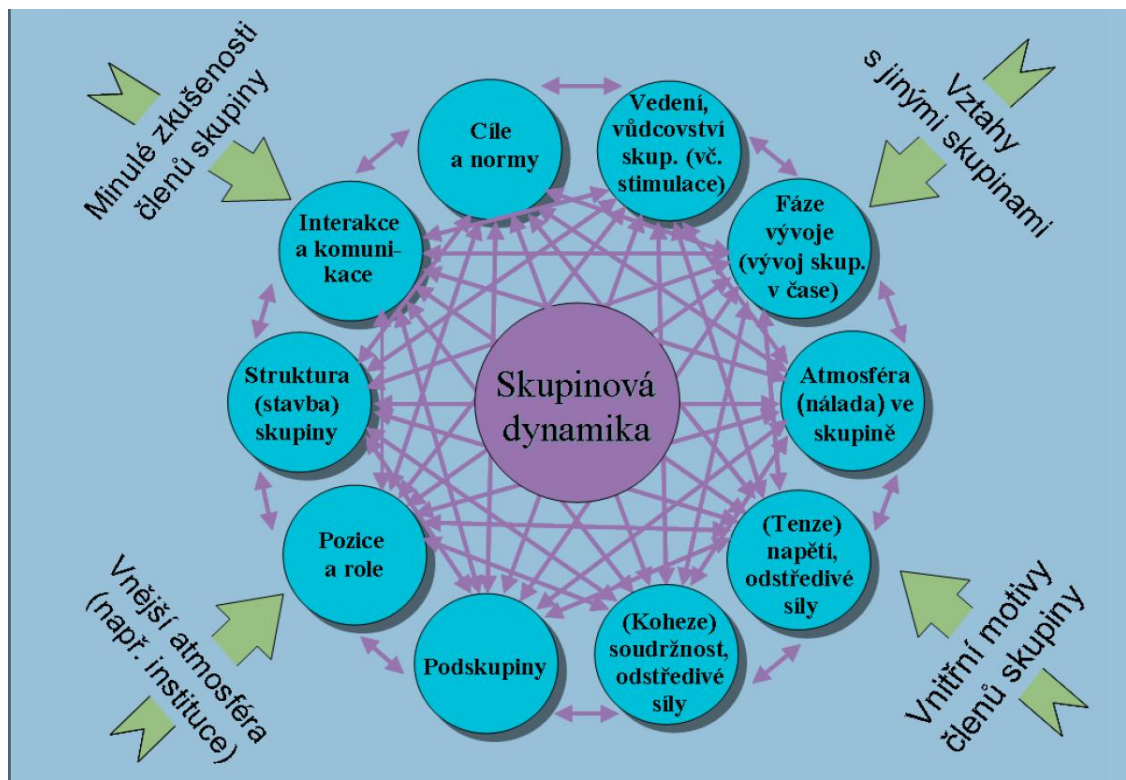 Minulé zkušenosti
členů skupiny
Vztahy
s jinými skupinami
Cíle
a normy
Vedení,
vůdcovství
skup. (vč.
stimulace)
Interakce
a komuni-
kace
Fáze
vývoje
(vývoj skup.
v čase)
Struktura
(stavba)
skupiny
Skupinová
dynamika
Atmosféra
(nálada) ve
skupině
Pozice
a role
(Tenze)
napětí,
odstředivé
síly
Podskupiny
(Koheze)
soudržnost,
odstředivé
síly
Vnější atmosféra
(např. instituce)
Vnitřní motivy
členů skupiny